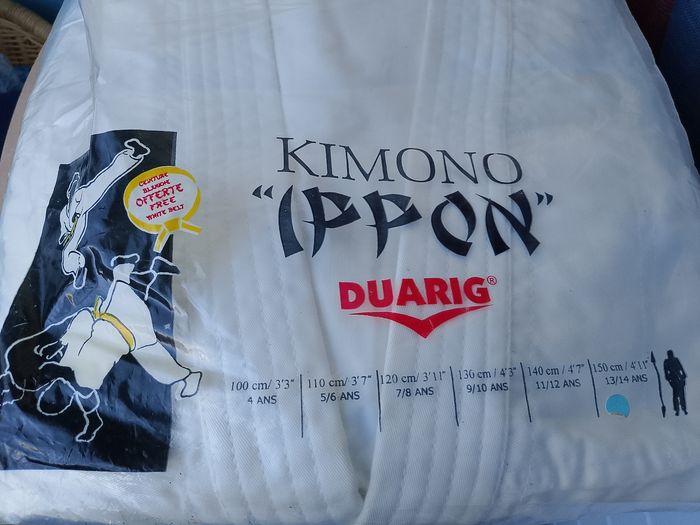 CEINTURE
BLANCHE
OFFERTE
FREE
WHITE BELT
KIMONO
“IPPON”
DUARIG®
100 cm/ 3'3" 110 cm/ 3'7" 120 cm/ 3'11" 130 cm/ 4'3" 140 cm/ 4'7" 150 cm/ 4'11"
4 ANS 5/6 ANS 7/8 ANS 9/10 ANS 11/12 ANS 13/14 ANS